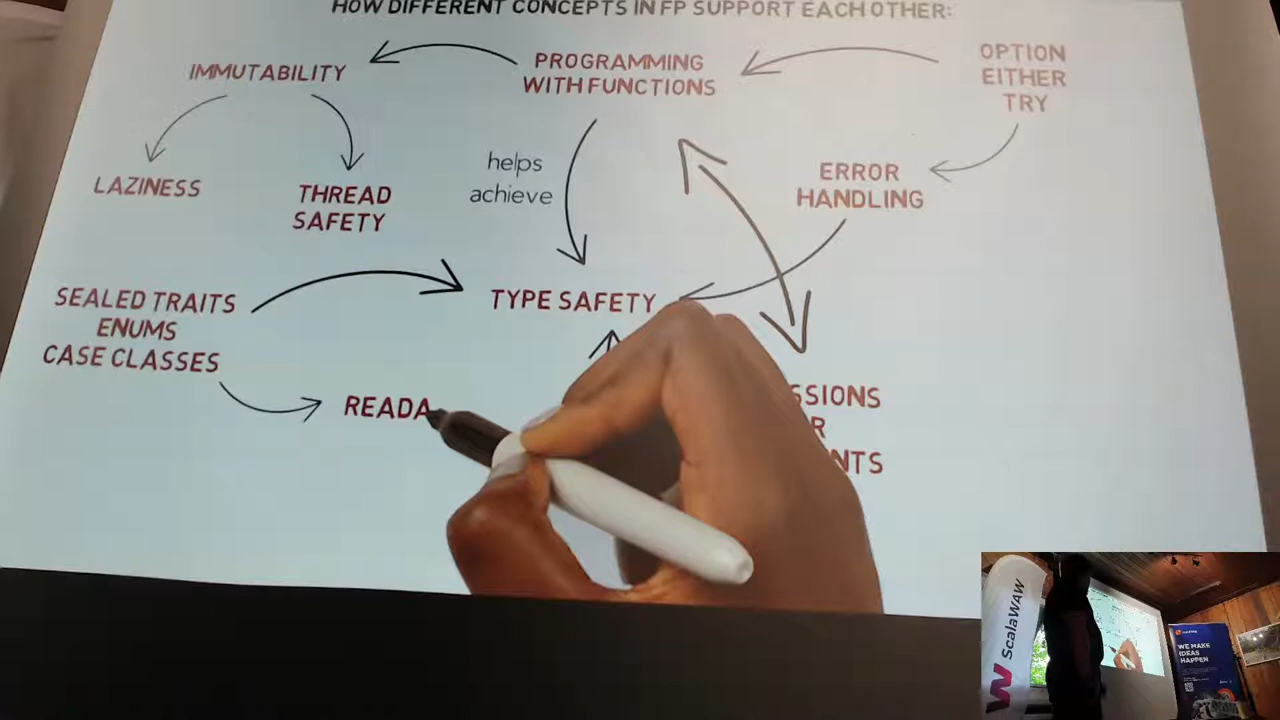 HOW DIFFERENT CONCEPTS IN FP SUPPORT EACH OTHER:
IMMUTABILITY
PROGRAMMING
WITH FUNCTIONS
OPTION
EITHER
TRY
LAZINESS
THREAD
SAFETY
helps
achieve
ERROR
HANDLING
SEALED TRAITS
ENUMS
CASE CLASSES
TYPE SAFETY
READA
SSIONS
R
NTS
ScalaWAW
WE MAKE
IDEAS
HAPPEN